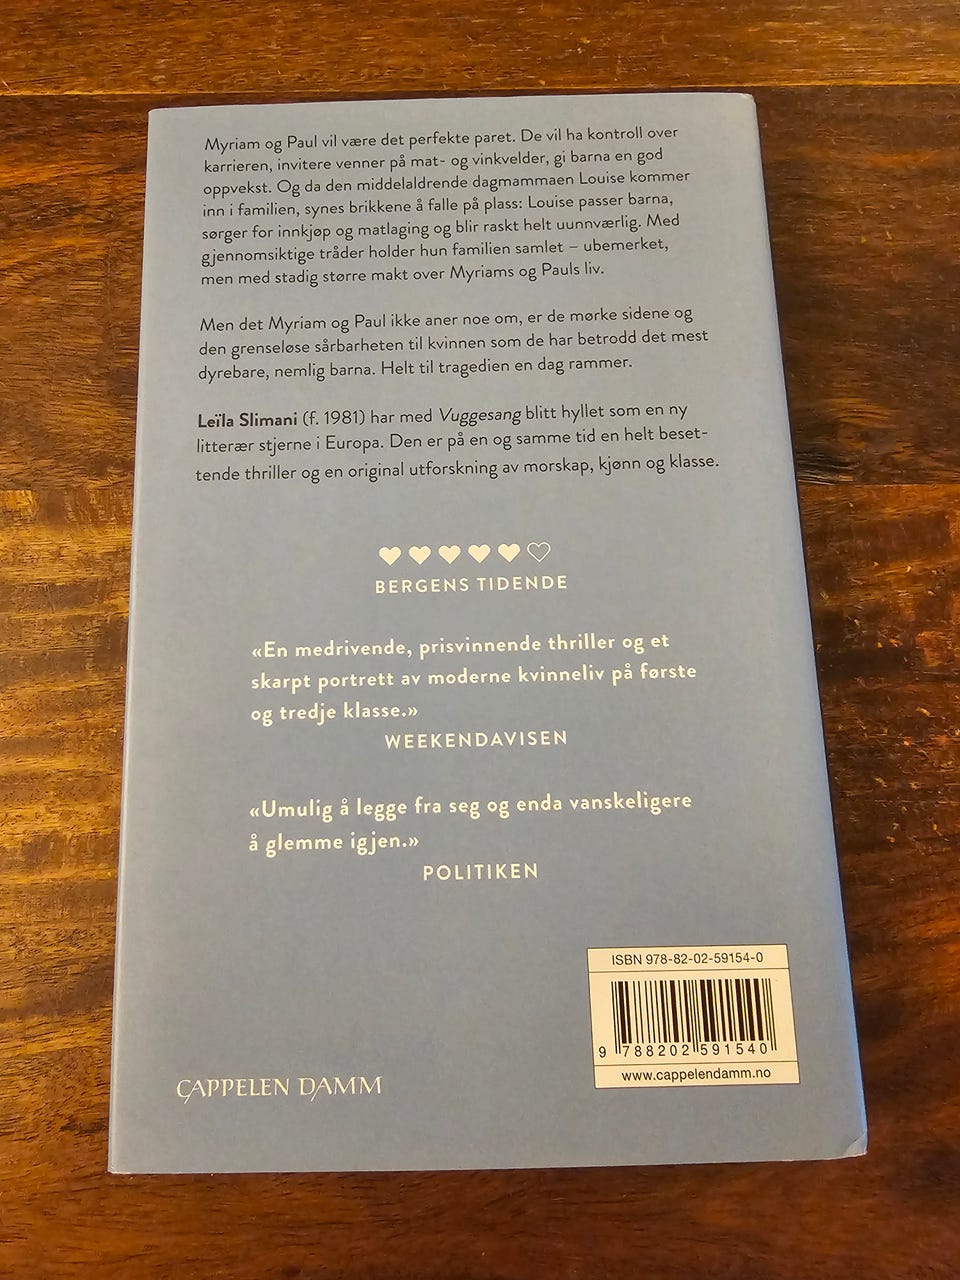 Myriam og Paul vil være det perfekte paret. De vil ha kontroll over
karrieren, invitere venner på mat- og vinkvelder, gi barna en god
oppvekst. Og da den middelaldrende dagmammaen Louise kommer
inn i familien, synes brikkene å falle på plass: Louise passer barna,
sørger for innkjøp og matlaging og blir raskt helt uunnværlig. Med
gjennomsiktige tråder holder hun familien samlet – ubemerket,
men med stadig større makt over Myriams og Pauls liv.
Men det Myriam og Paul ikke aner noe om, er de mørke sidene og
den grenseløse sårbarheten til kvinnen som de har betrodd det mest
dyrebare, nemlig barna. Helt til tragedien en dag rammer.
Leïla Slimani (f. 1981) har med Vuggesang blitt hyllet som en ny
litterær stjerne i Europa. Den er på en og samme tid en helt beset-
tende thriller og en original utforskning av morskap, kjønn og klasse.
BERGENS TIDENDE
«En medrivende, prisvinnende thriller og et
skarpt portrett av moderne kvinneliv på første
og tredje klasse.»
WEEKENDAVISEN
«Umulig å legge fra seg og enda vanskeligere
å glemme igjen.»
POLITIKEN
ISBN 978-82-02-59154-0
9 788202 591540
www.cappelendamm.no
CAPPELEN DAMM